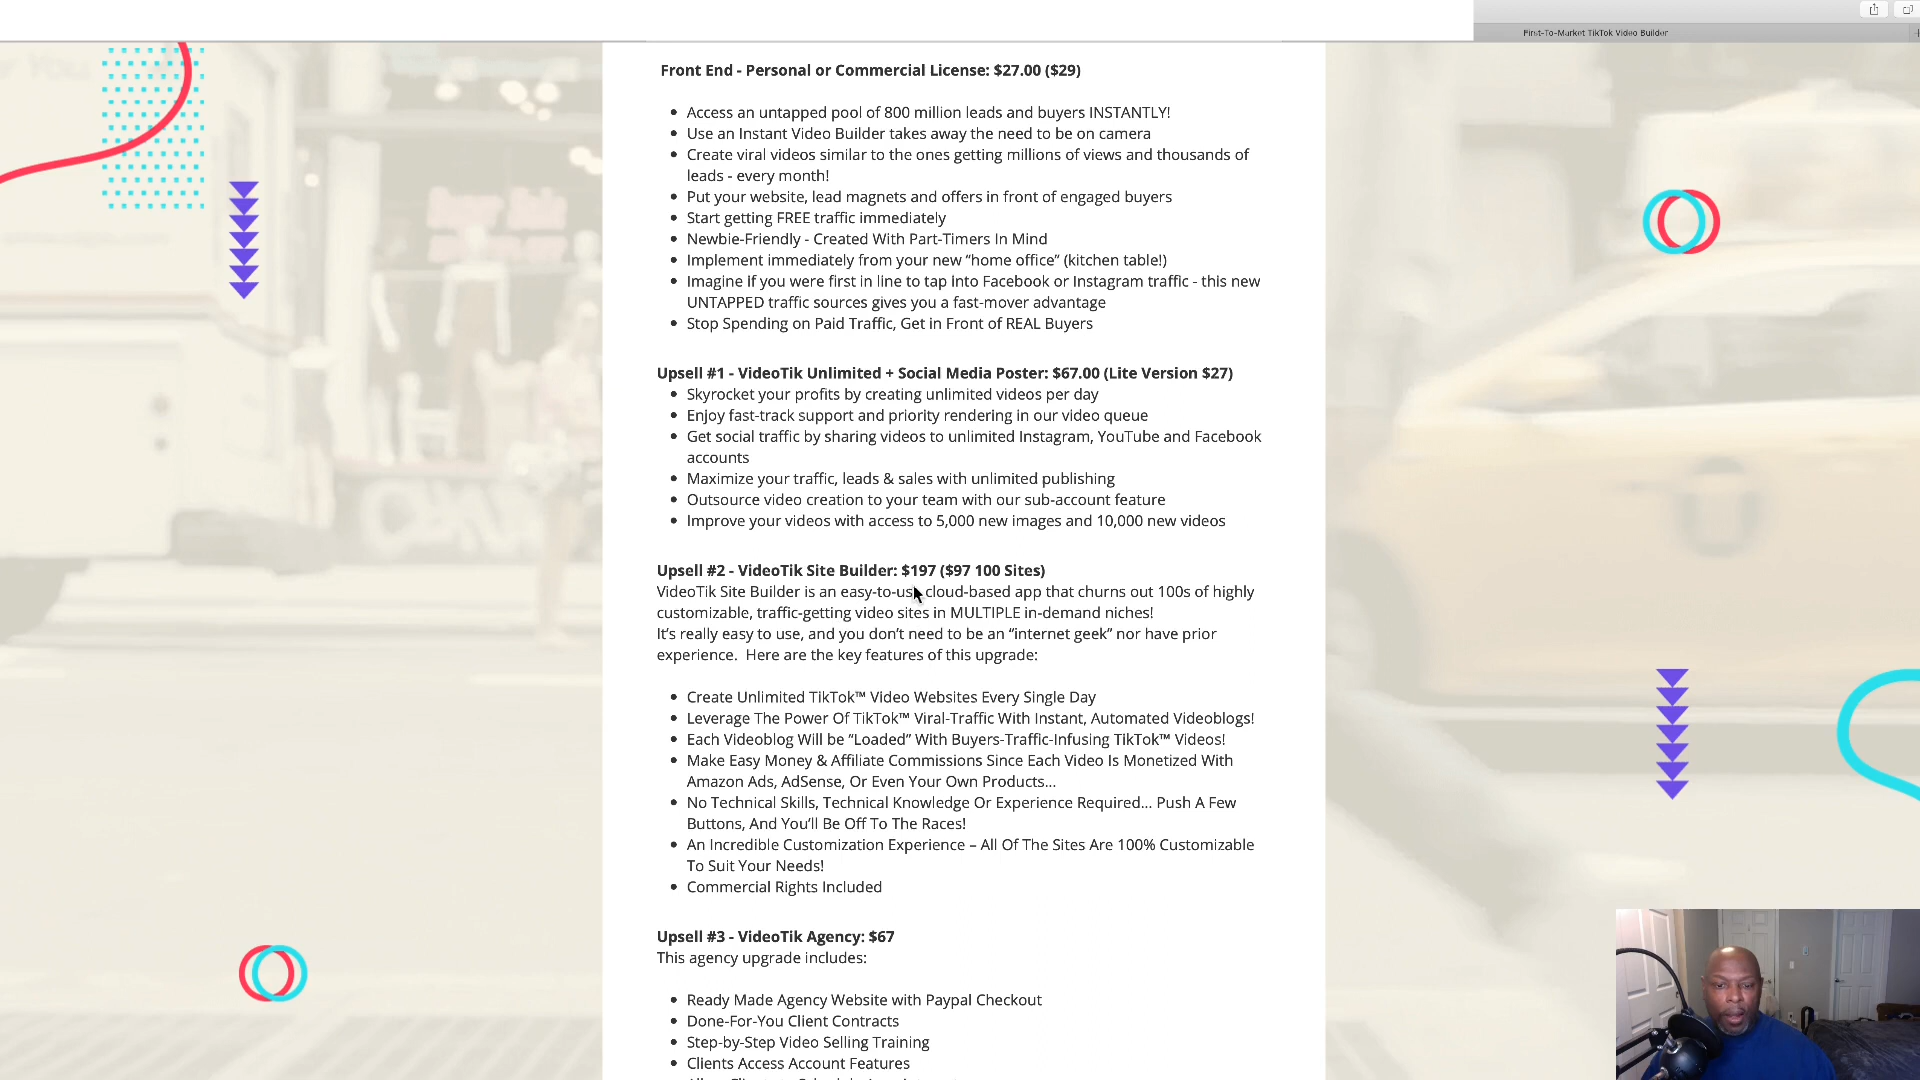 First-To-Market TikTok Video Builder
Front End - Personal or Commercial License: $27.00 ($29)
Access an untapped pool of 800 million leads and buyers INSTANTLY!
Use an Instant Video Builder takes away the need to be on camera
Create viral videos similar to the ones getting millions of views and thousands of
leads - every month!
Put your website, lead magnets and offers in front of engaged buyers
Start getting FREE traffic immediately
Newbie-Friendly - Created With Part-Timers In Mind
Implement immediately from your new “home office” (kitchen table!)
Imagine if you were first in line to tap into Facebook or Instagram traffic - this new
UNTAPPED traffic sources gives you a fast-mover advantage
Stop Spending on Paid Traffic, Get in Front of REAL Buyers
Upsell #1 - VideoTik Unlimited + Social Media Poster: $67.00 (Lite Version $27)
Skyrocket your profits by creating unlimited videos per day
Enjoy fast-track support and priority rendering in our video queue
Get social traffic by sharing videos to unlimited Instagram, YouTube and Facebook
accounts
Maximize your traffic, leads & sales with unlimited publishing
Outsource video creation to your team with our sub-account feature
Improve your videos with access to 5,000 new images and 10,000 new videos
Upsell #2 - VideoTik Site Builder: $197 ($97 100 Sites)
VideoTik Site Builder is an easy-to-use cloud-based app that churns out 100s of highly
customizable, traffic-getting video sites in MULTIPLE in-demand niches!
It’s really easy to use, and you don’t need to be an “internet geek” nor have prior
experience.  Here are the key features of this upgrade:
Create Unlimited TikTok™ Video Websites Every Single Day
Leverage The Power Of TikTok™ Viral-Traffic With Instant, Automated Videoblogs!
Each Videoblog Will be “Loaded” With Buyers-Traffic-Infusing TikTok™ Videos!
Make Easy Money & Affiliate Commissions Since Each Video Is Monetized With
Amazon Ads, AdSense, Or Even Your Own Products...
No Technical Skills, Technical Knowledge Or Experience Required... Push A Few
Buttons, And You’ll Be Off To The Races!
An Incredible Customization Experience – All Of The Sites Are 100% Customizable
To Suit Your Needs!
Commercial Rights Included
Upsell #3 - VideoTik Agency: $67
This agency upgrade includes:
Ready Made Agency Website with Paypal Checkout
Done-For-You Client Contracts
Step-by-Step Video Selling Training
Clients Access Account Features